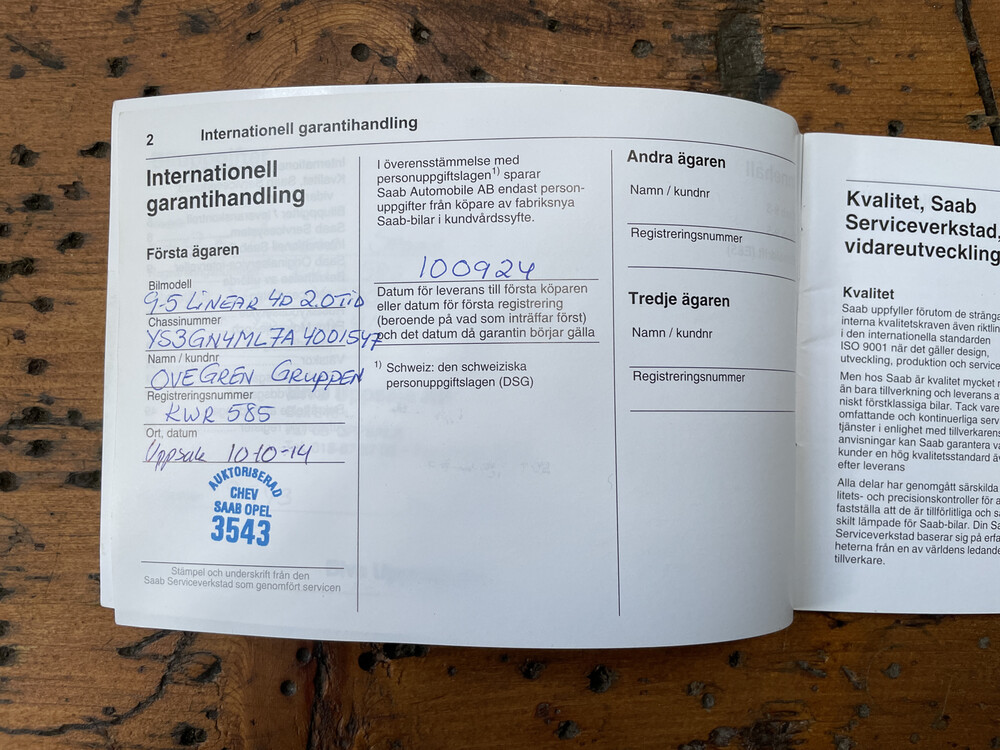 2 Internationell garantihandling
Internationell
garantihandling
Första ägaren
Bilmodell
9-5 LINEAR 4D 2.0TiD
Chassinummer
YS3GN4ML7A4001547
Namn / kundnr
OVEGREN GRUPPEN
Registreringsnummer
KWR 585
Ort, datum
Uppsala 1010-14
AUKTORISERAD
CHEV
SAAB OPEL
3543
Stämpel och underskrift från den
Saab Serviceverkstad som genomfört servicen
I överensstämmelse med
personuppgiftslagen1) sparar
Saab Automobile AB endast person-
uppgifter från köpare av fabriksnya
Saab-bilar i kundvårdssyfte.
100924
Datum för leverans till första köparen
eller datum för första registrering
(beroende på vad som inträffar först)
och det datum då garantin börjar gälla
1) Schweiz: den schweiziska
personuppgiftslagen (DSG)
Andra ägaren
Namn / kundnr
Registreringsnummer
Tredje ägaren
Namn / kundnr
Registreringsnummer
Kvalitet, Saab
Serviceverkstad,
vidareutveckling
Kvalitet
Saab uppfyller förutom de stränga
interna kvalitetskraven även riktlin
i den internationella standarden
ISO 9001 när det gäller design,
utveckling, produktion och service
Men hos Saab är kvalitet mycket m
än bara tillverkning och leverans a
niskt förstklassiga bilar. Tack vare
omfattande och kontinuerliga serv
tjänster i enlighet med tillverkarens
anvisningar kan Saab garantera v
kunder en hög kvalitetsstandard äv
efter leverans
Alla delar har genomgått särskilda
litets- och precisionskontroller för a
fastställa att de är tillförlitliga och s
skilt lämpade för Saab-bilar. Din Sa
Serviceverkstad baserar sig på erfa
heterna från en av världens ledande
tillverkare.